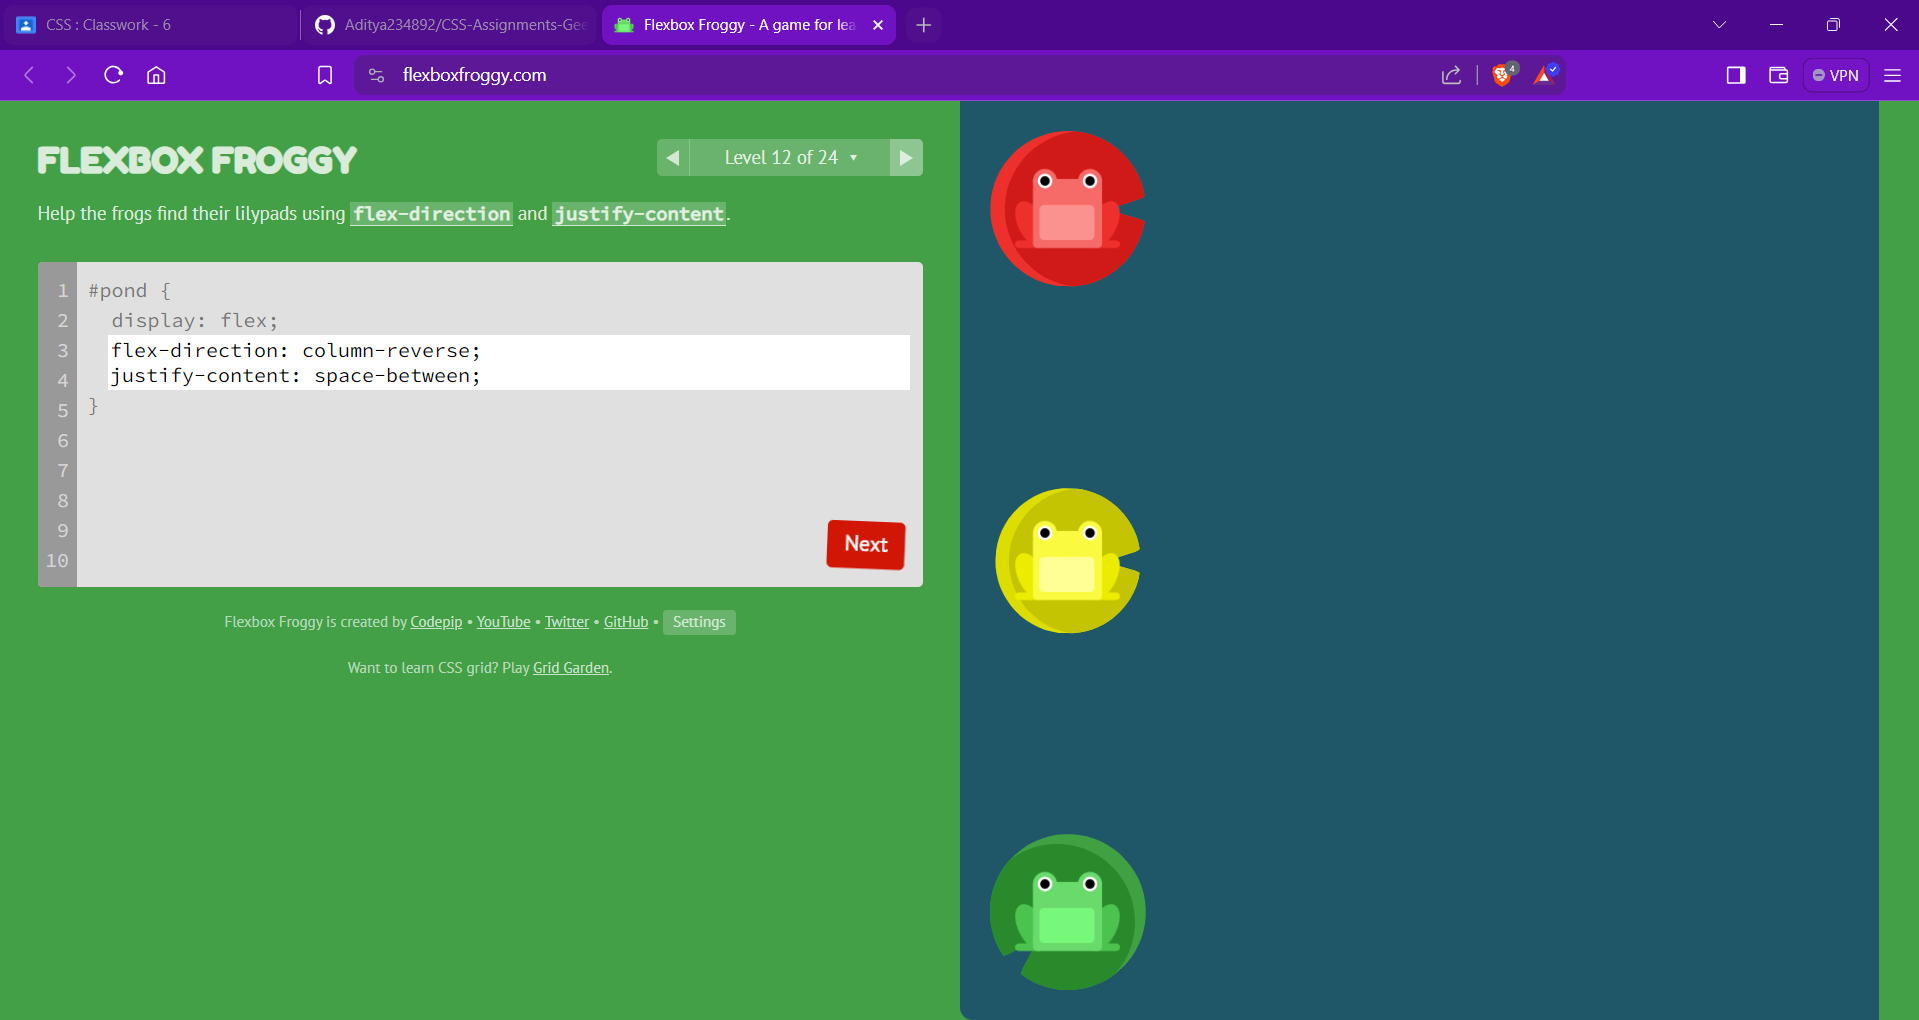 CSS : Classwork - 6
Aditya234892/CSS-Assignments-Gee
Flexbox Froggy - A game for lea
flexboxfroggy.com
4
VPN
FLEXBOX FROGGY
Level 12 of 24
Help the frogs find their lilypads using flex-direction and justify-content.
1 #pond {
2 display: flex;
3 flex-direction: column-reverse;
4 justify-content: space-between;
5 }
6
7
8
9
10
Next
Flexbox Froggy is created by Codepip • YouTube • Twitter • GitHub • Settings
Want to learn CSS grid? Play Grid Garden.